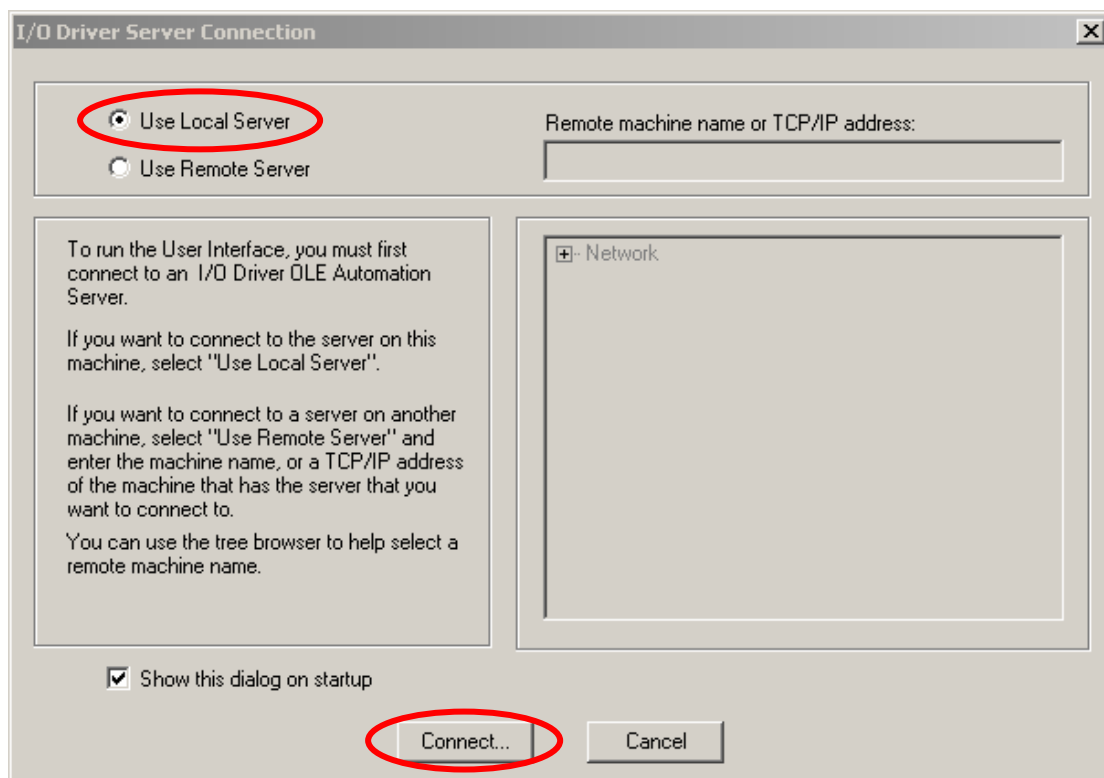 I/O Driver Server Connection
Use Local Server
Use Remote Server
Remote machine name or TCP/IP address:
To run the User Interface, you must first
connect to an I/O Driver OLE Automation
Server.
If you want to connect to the server on this
machine, select "Use Local Server".
If you want to connect to a server on another
machine, select "Use Remote Server" and
enter the machine name, or a TCP/IP address
of the machine that has the server that you
want to connect to.
You can use the tree browser to help select a
remote machine name.
Network
Show this dialog on startup
Connect...
Cancel